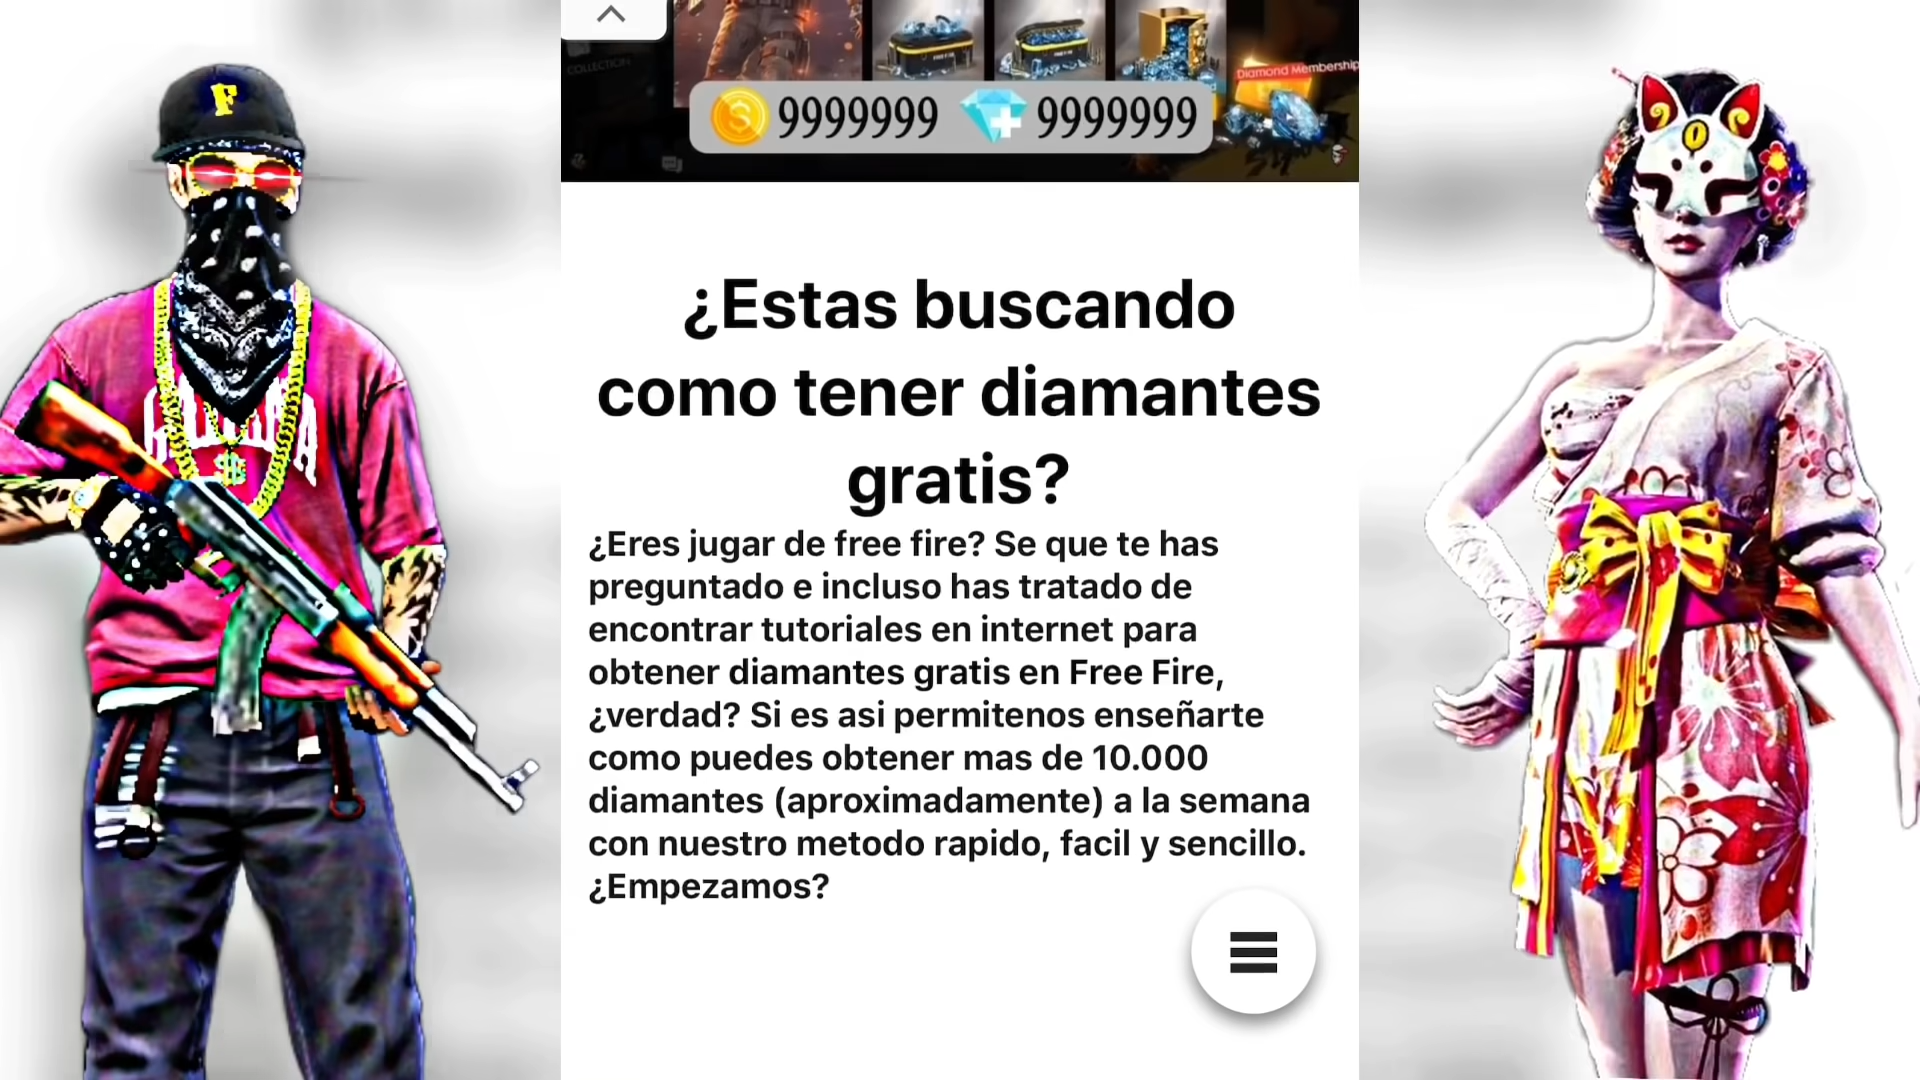 COLLECTION
Diamond Membership
9999999 9999999
F
$
¿Estas buscando
como tener diamantes
gratis?
¿Eres jugar de free fire? Se que te has
preguntado e incluso has tratado de
encontrar tutoriales en internet para
obtener diamantes gratis en Free Fire,
¿verdad? Si es asi permitenos enseñarte
como puedes obtener mas de 10.000
diamantes (aproximadamente) a la semana
con nuestro metodo rapido, facil y sencillo.
¿Empezamos?